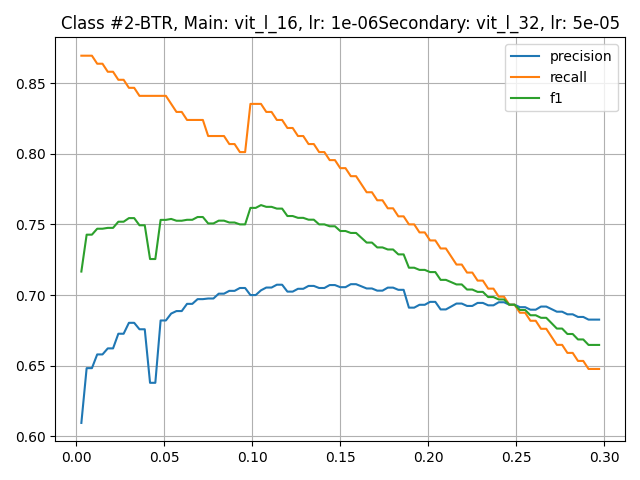 Class #2-BTR, Main: vit_l_16, lr: 1e-06Secondary: vit_l_32, lr: 5e-05
precision
recall
f1
0.85
0.80
0.75
0.70
0.65
0.60
0.00 0.05 0.10 0.15 0.20 0.25 0.30